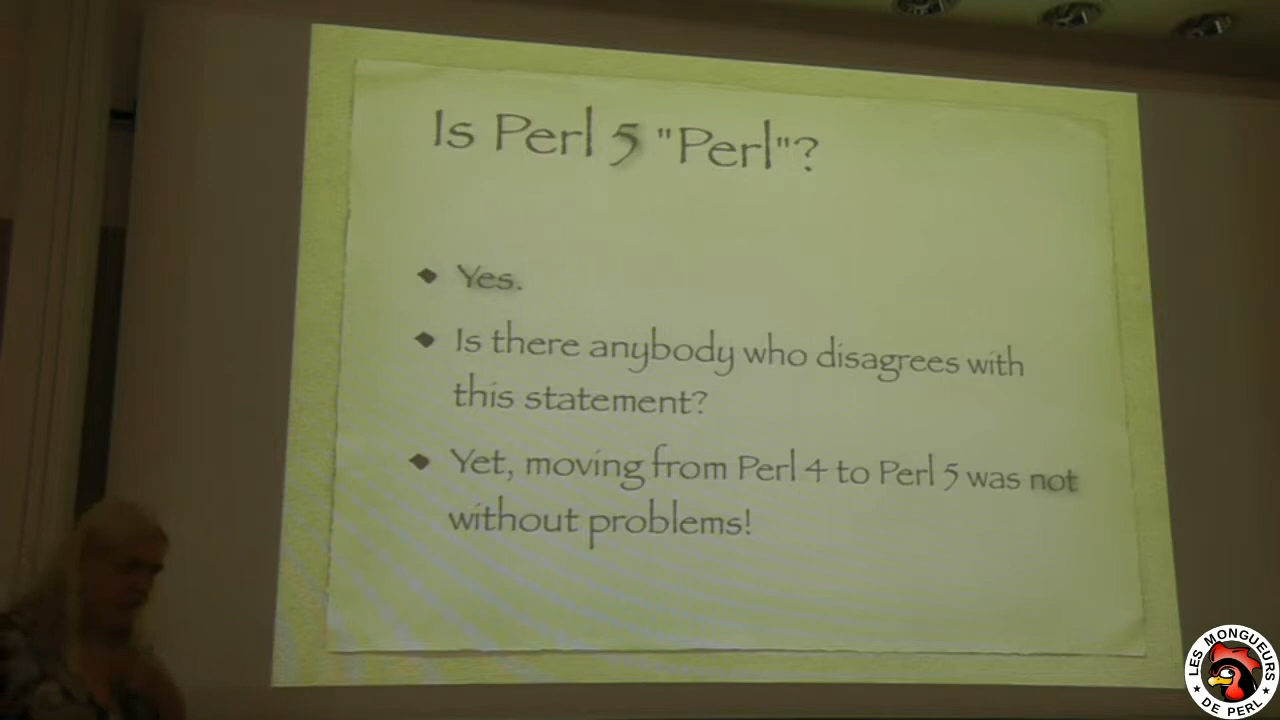 Is Perl 5 "Perl"?
Yes.
Is there anybody who disagrees with
this statement?
Yet, moving from Perl 4 to Perl 5 was not
without problems!
LES MONGUEURS
★ DE PERL ★